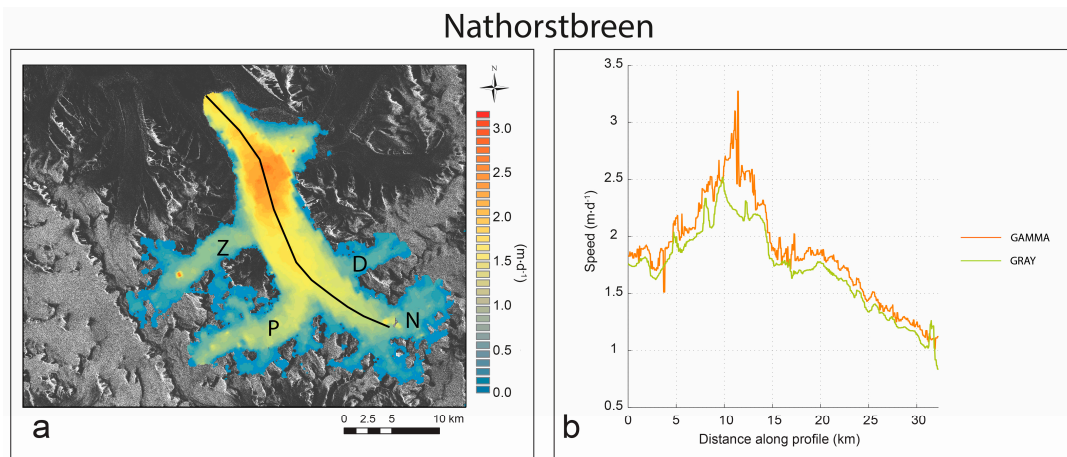 Nathorstbreen
N
3.0
2.5
2.0
1.5
1.0
0.5
0.0
(m·d⁻¹)
Z
D
P
N
0 2.5 5 10 km
a
3.5
3
2.5
2
1.5
1
0.5
Speed (m·d⁻¹)
0 5 10 15 20 25 30
Distance along profile (km)
GAMMA
GRAY
b